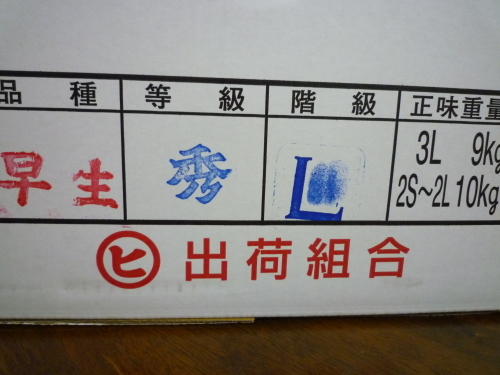 品種 等級 階級 正味重量
早生 秀 L 3L 9kg
2S~2L 10kg
ヒ 出荷組合